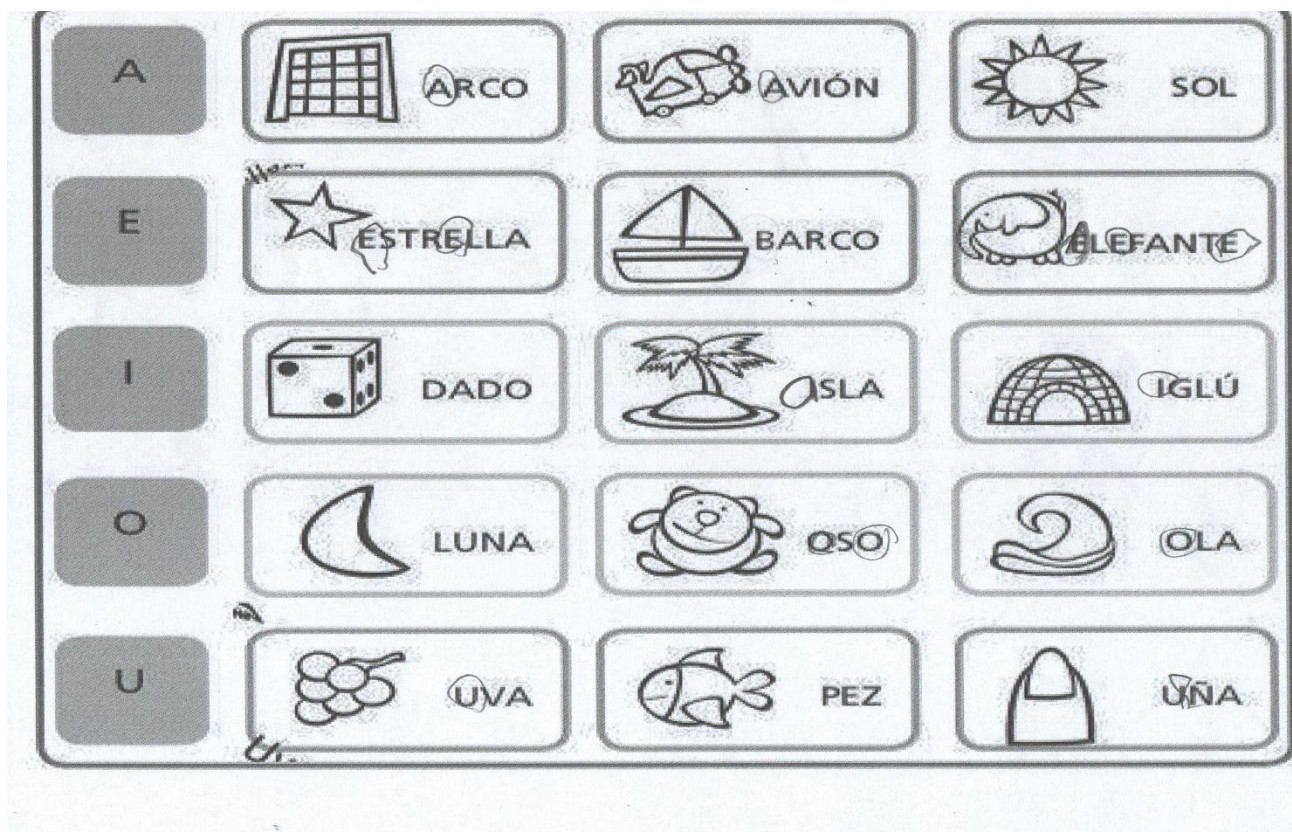 A ARCO AVIÓN SOL
E ESTRELLA BARCO ELEFANTE
I DADO ISLA IGLÚ
O LUNA OSO OLA
U UVA PEZ UÑA